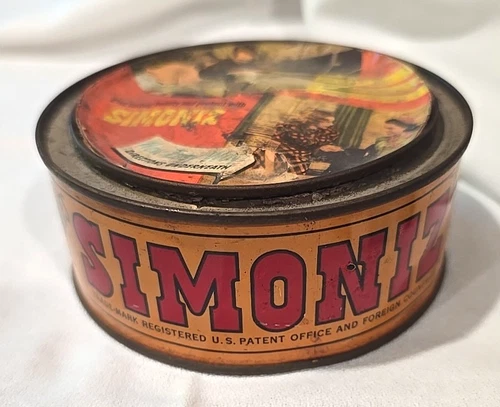 SIMONIZ
SIMONIZ
TRADE-MARK REGISTERED U.S. PATENT OFFICE AND FOREIGN